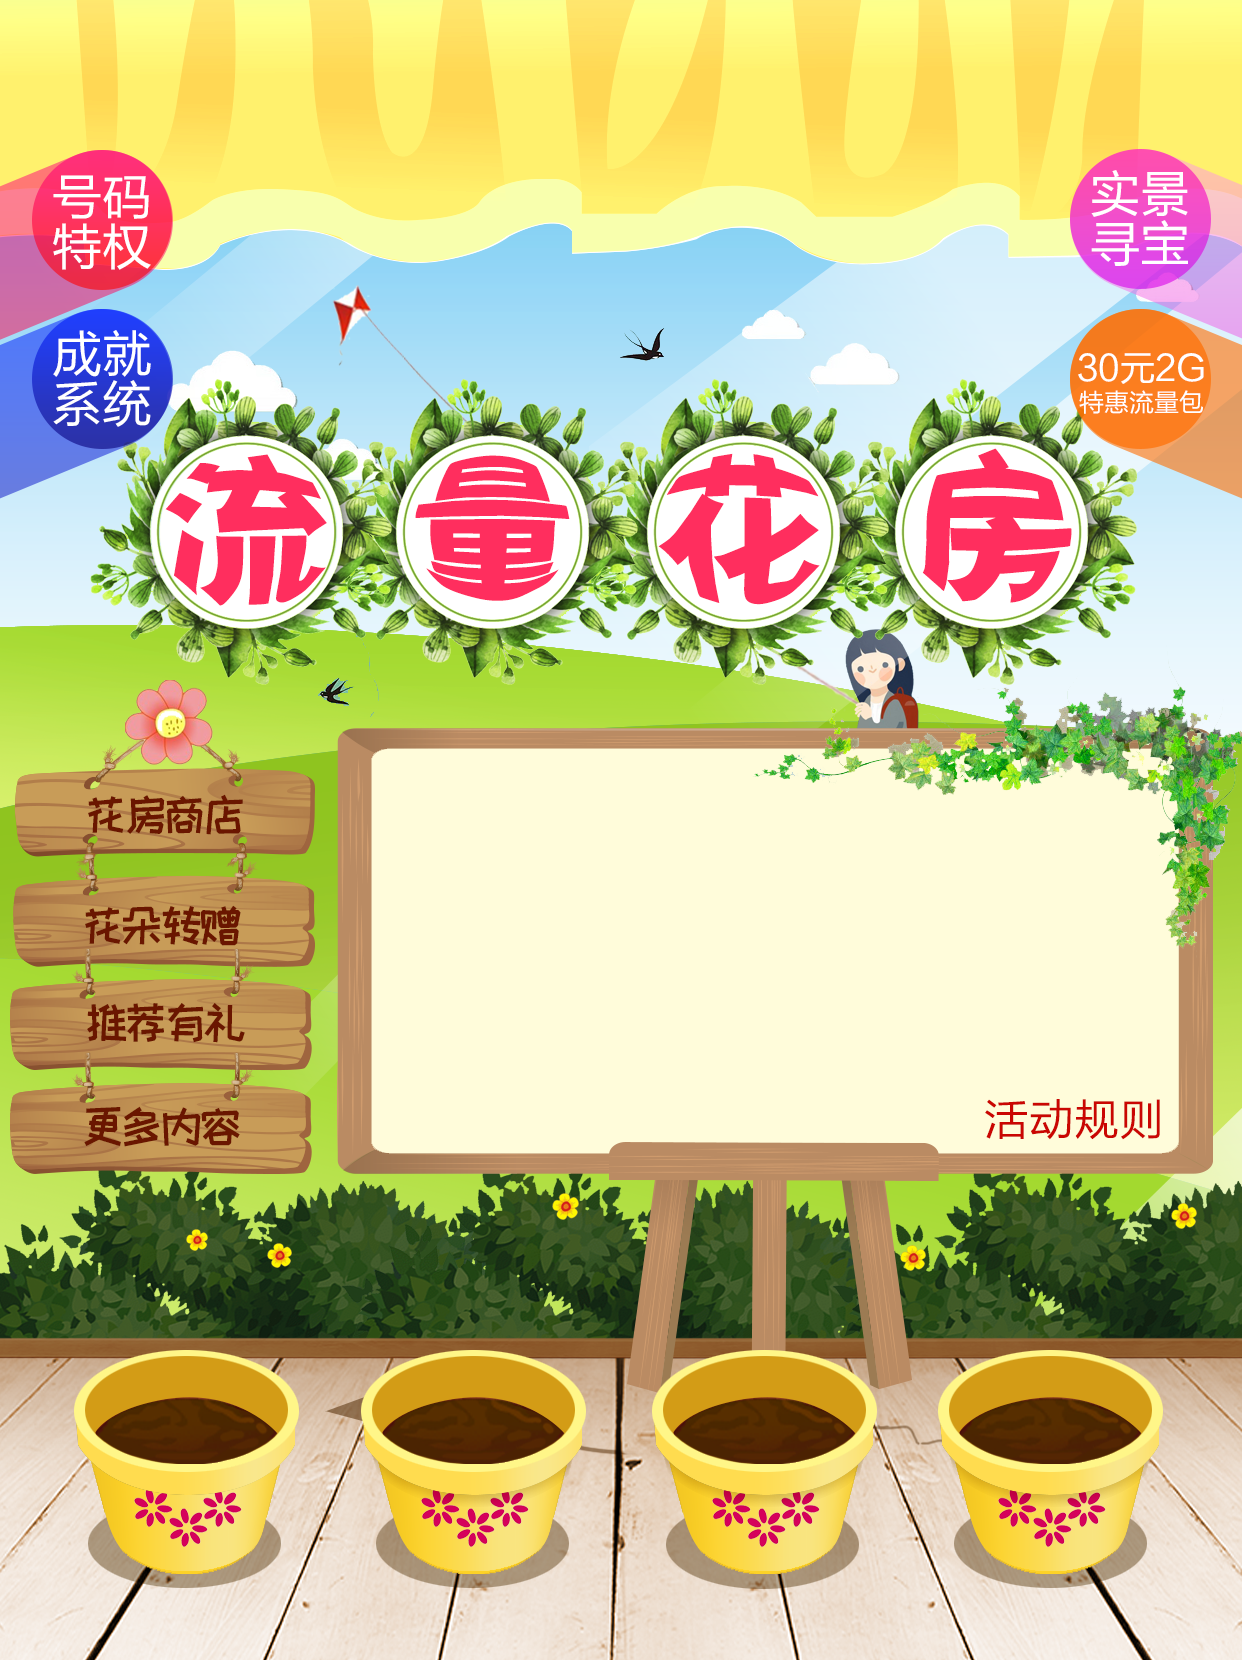 号码
特权
实景
寻宝
成就
系统
30元2G
特惠流量包
流量花房
花房商店
花朵转赠
推荐有礼
更多内容
活动规则